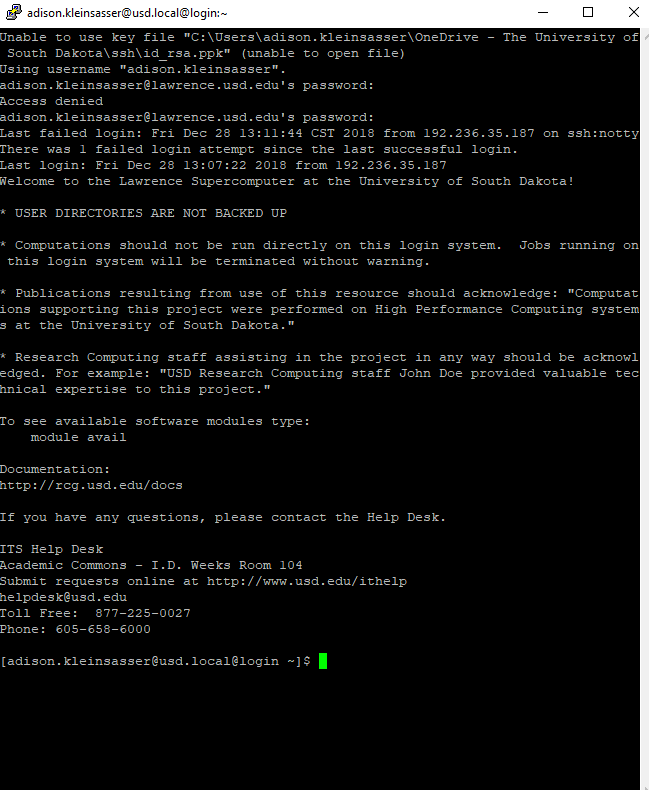 adison.kleinsasser@usd.local@login:~
Unable to use key file "C:\Users\adison.kleinsasser\OneDrive - The University of
 South Dakota\ssh\id_rsa.ppk" (unable to open file)
Using username "adison.kleinsasser".
adison.kleinsasser@lawrence.usd.edu's password:
Access denied
adison.kleinsasser@lawrence.usd.edu's password:
Last failed login: Fri Dec 28 13:11:44 CST 2018 from 192.236.35.187 on ssh:notty
There was 1 failed login attempt since the last successful login.
Last login: Fri Dec 28 13:07:22 2018 from 192.236.35.187
Welcome to the Lawrence Supercomputer at the University of South Dakota!
* USER DIRECTORIES ARE NOT BACKED UP
* Computations should not be run directly on this login system.  Jobs running on
 this login system will be terminated without warning.
* Publications resulting from use of this resource should acknowledge: "Computat
ions supporting this project were performed on High Performance Computing system
s at the University of South Dakota."
* Research Computing staff assisting in the project in any way should be acknowl
edged. For example: "USD Research Computing staff John Doe provided valuable tec
hnical expertise to this project."
To see available software modules type:
    module avail
Documentation:
http://rcg.usd.edu/docs
If you have any questions, please contact the Help Desk.
ITS Help Desk
Academic Commons - I.D. Weeks Room 104
Submit requests online at http://www.usd.edu/ithelp
helpdesk@usd.edu
Toll Free:  877-225-0027
Phone: 605-658-6000
[adison.kleinsasser@usd.local@login ~]$